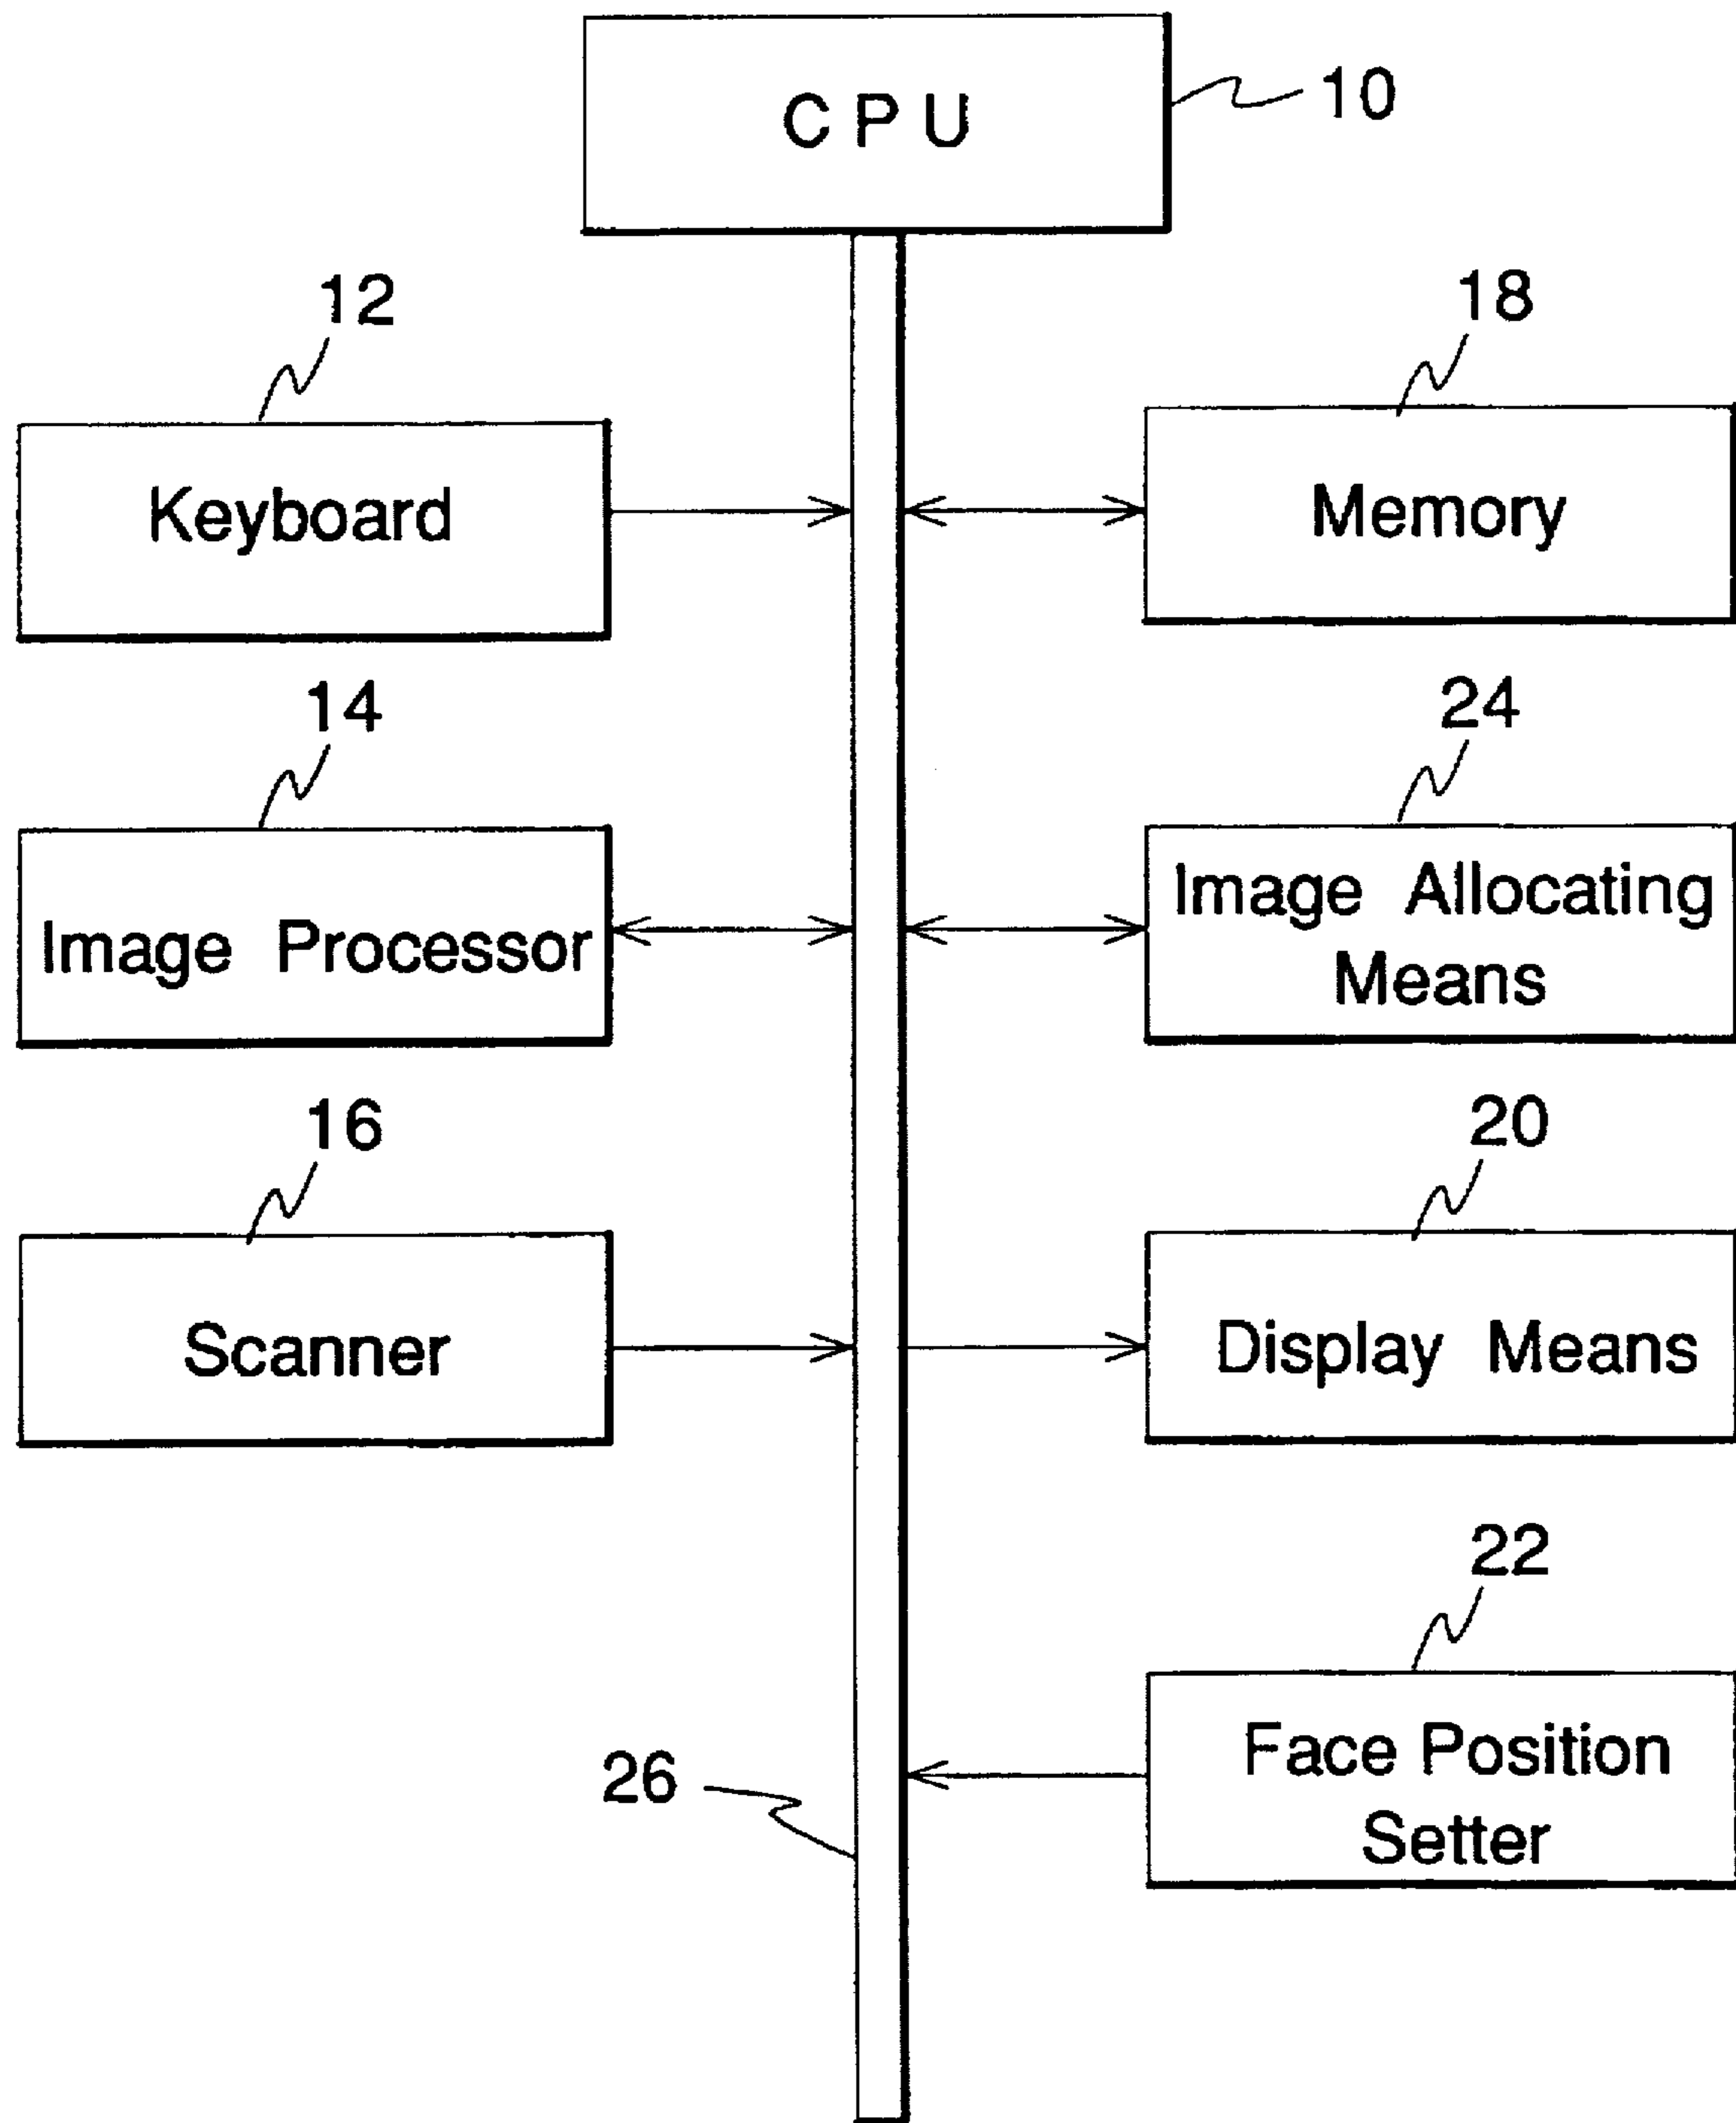 CPU
10
12
18
Keyboard
Memory
14
24
Image Processor
Image Allocating
Means
16
20
Scanner
Display Means
22
26
Face Position
Setter